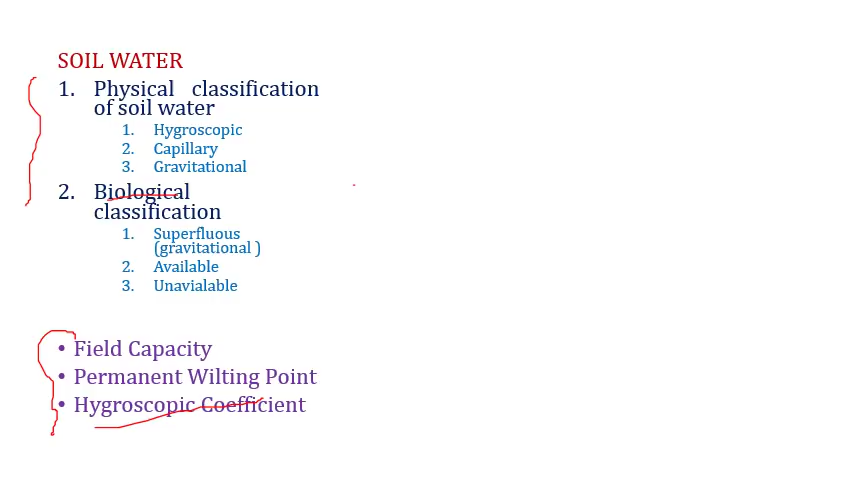 SOIL WATER
1. Physical classification
of soil water
1. Hygroscopic
2. Capillary
3. Gravitational
2. Biological
classification
1. Superfluous
(gravitational )
2. Available
3. Unavialable
• Field Capacity
• Permanent Wilting Point
• Hygroscopic Coefficient